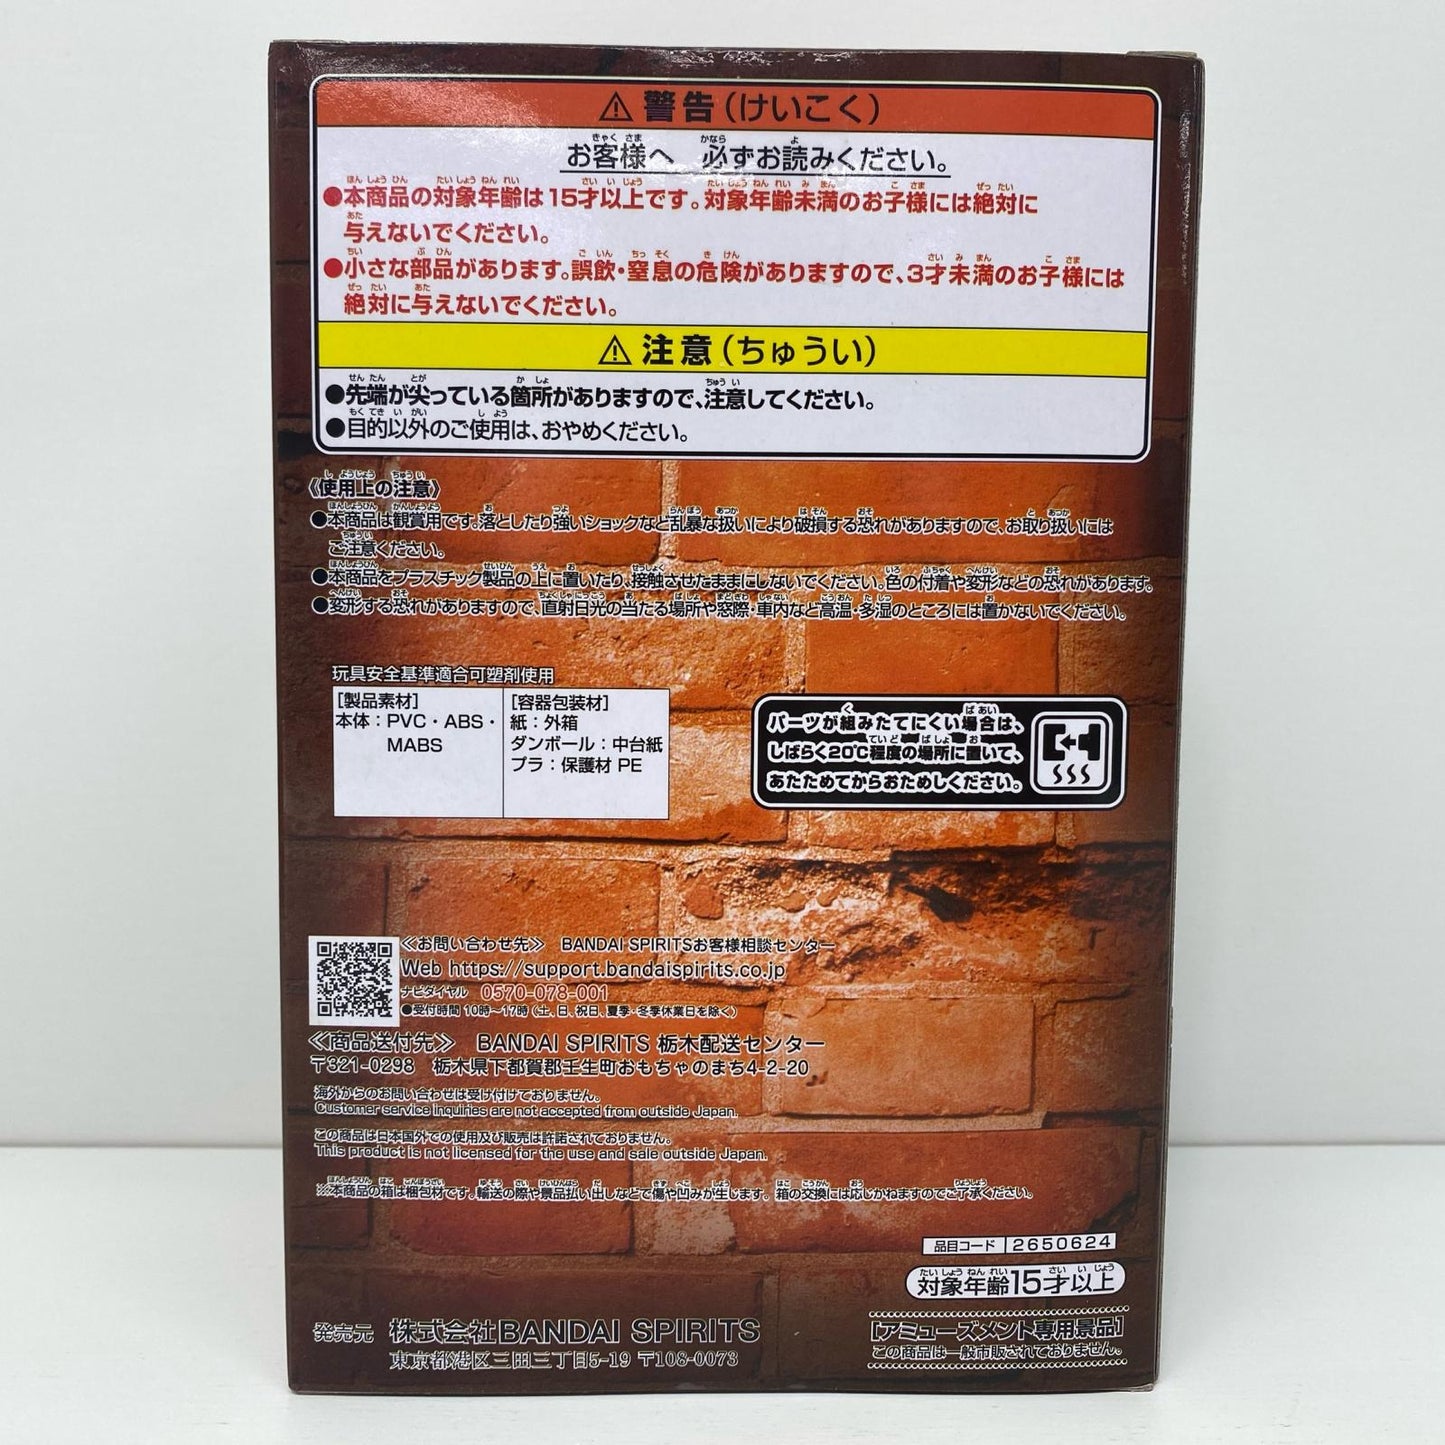 ⚠ 警告（けいこく）
お客様へ　必ずお読みください。
●本商品の対象年齢は15才以上です。対象年齢未満のお子様には絶対に
与えないでください。
●小さな部品があります。誤飲・窒息の危険がありますので、3才未満のお子様には
絶対に与えないでください。
⚠ 注意（ちゅうい）
●先端が尖っている箇所がありますので、注意してください。
●目的以外のご使用は、おやめください。
《使用上の注意》
●本商品は観賞用です。落としたり強いショックなど乱暴な扱いにより破損する恐れがありますので、お取り扱いには
ご注意ください。
●本商品をプラスチック製品の上に置いたり、接触させたままにしないでください。色の付着や変形などの恐れがあります。
●変形する恐れがありますので、直射日光の当たる場所や窓際・車内など高温・多湿のところには置かないでください。
玩具安全基準適合可塑剤使用
[製品素材]
本体：PVC・ABS・
MABS
[容器包装材]
紙：外箱
ダンボール：中台紙
プラ：保護材 PE
パーツが組みたてにくい場合は、
しばらく20℃程度の場所に置いて、
あたためてからおためしください。
≪お問い合わせ先≫　BANDAI SPIRITSお客様相談センター
Web https://support.bandaispirits.co.jp
ナビダイヤル　0570-078-001
●受付時間 10時～17時（土、日、祝日、夏季・冬季休業日を除く）
≪商品送付先≫　BANDAI SPIRITS 栃木配送センター
〒321-0298　栃木県下都賀郡壬生町おもちゃのまち4-2-20
海外からのお問い合わせは受け付けておりません。
Customer service inquiries are not accepted from outside Japan.
この商品は日本国外での使用及び販売は許諾されておりません。
This product is not licensed for the use and sale outside Japan.
※本商品の箱は梱包材です。輸送の際や景品払い出しなどで傷や凹みが生じます。箱の交換には応じかねますのでご了承ください。
品目コード 2650624
対象年齢15才以上
発売元　株式会社BANDAI SPIRITS
東京都港区三田三丁目5-19 〒108-0073
[アミューズメント専用景品]
この商品は一般市販されておりません。